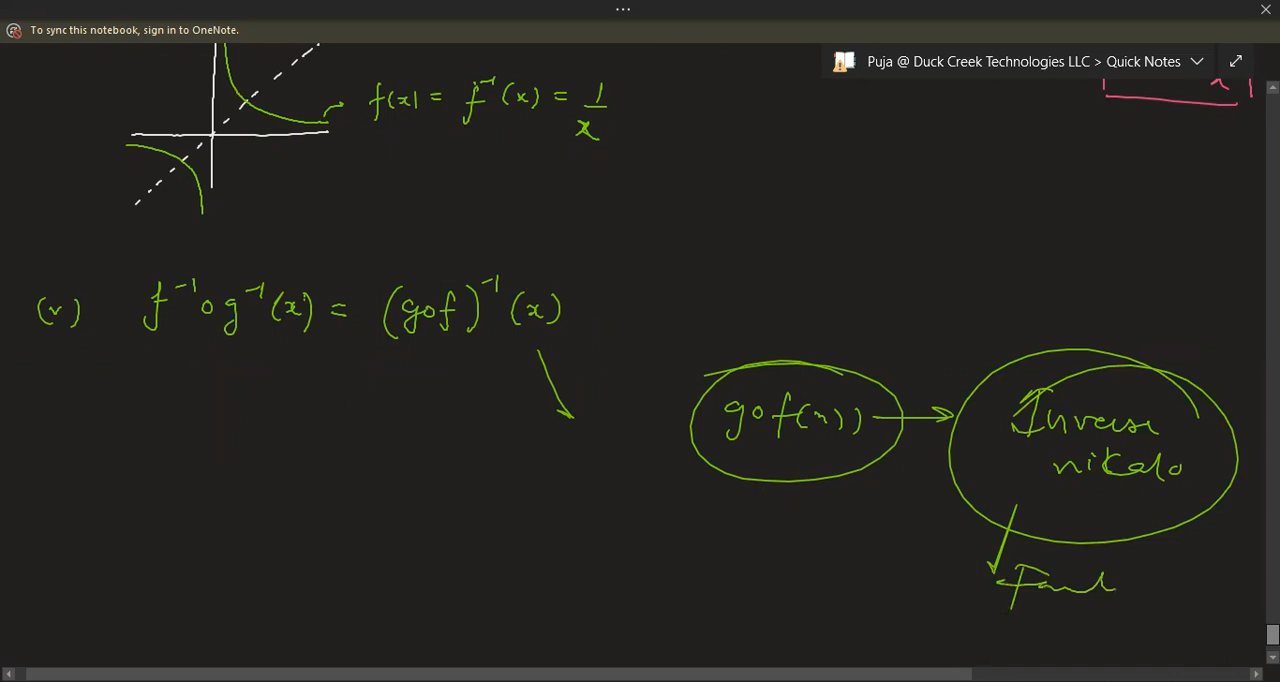 To sync this notebook, sign in to OneNote.
Puja @ Duck Creek Technologies LLC > Quick Notes
f(x) = f⁻¹(x) = 1/x
(v) f⁻¹og⁻¹(x) = (gof)⁻¹(x)
gof(x))
Inverse
nikalo